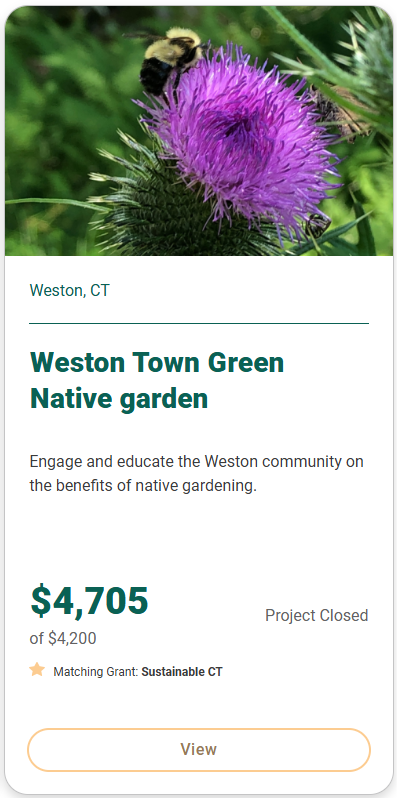 Weston, CT
Weston Town Green
Native garden
Engage and educate the Weston community on
the benefits of native gardening.
$4,705
of $4,200
Project Closed
Matching Grant: Sustainable CT
View